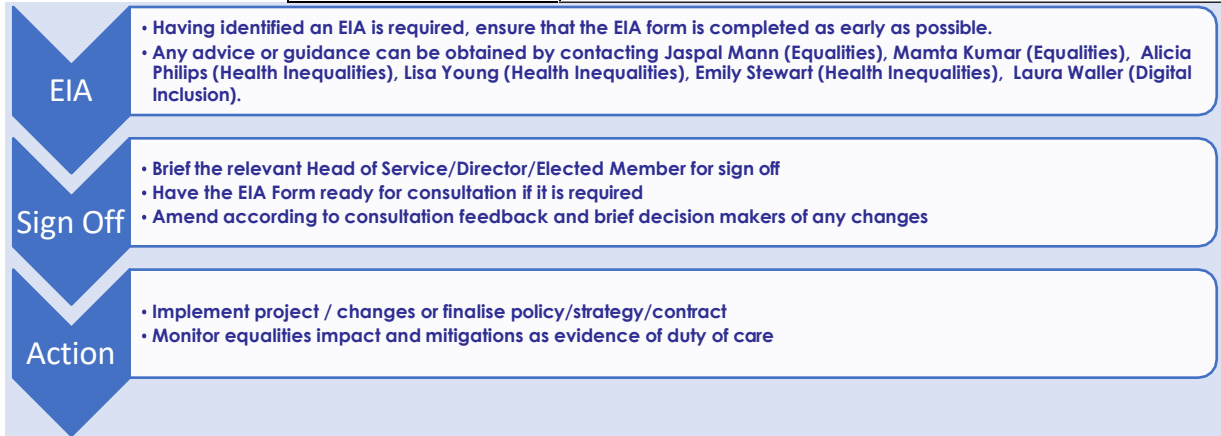 EIA
• Having identified an EIA is required, ensure that the EIA form is completed as early as possible.
• Any advice or guidance can be obtained by contacting Jaspal Mann (Equalities), Mamta Kumar (Equalities), Alicia
Philips (Health Inequalities), Lisa Young (Health Inequalities), Emily Stewart (Health Inequalities), Laura Waller (Digital
Inclusion).
Sign Off
• Brief the relevant Head of Service/Director/Elected Member for sign off
• Have the EIA Form ready for consultation if it is required
• Amend according to consultation feedback and brief decision makers of any changes
Action
• Implement project / changes or finalise policy/strategy/contract
• Monitor equalities impact and mitigations as evidence of duty of care